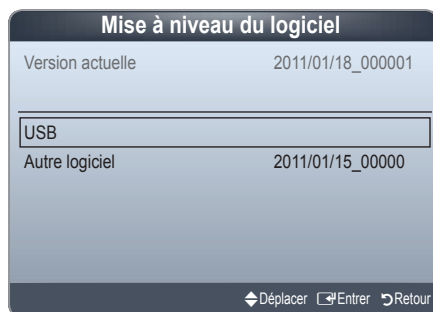 Mise à niveau du logiciel
Version actuelle 2011/01/18_000001
USB
Autre logiciel 2011/01/15_00000
Déplacer Entrer Retour